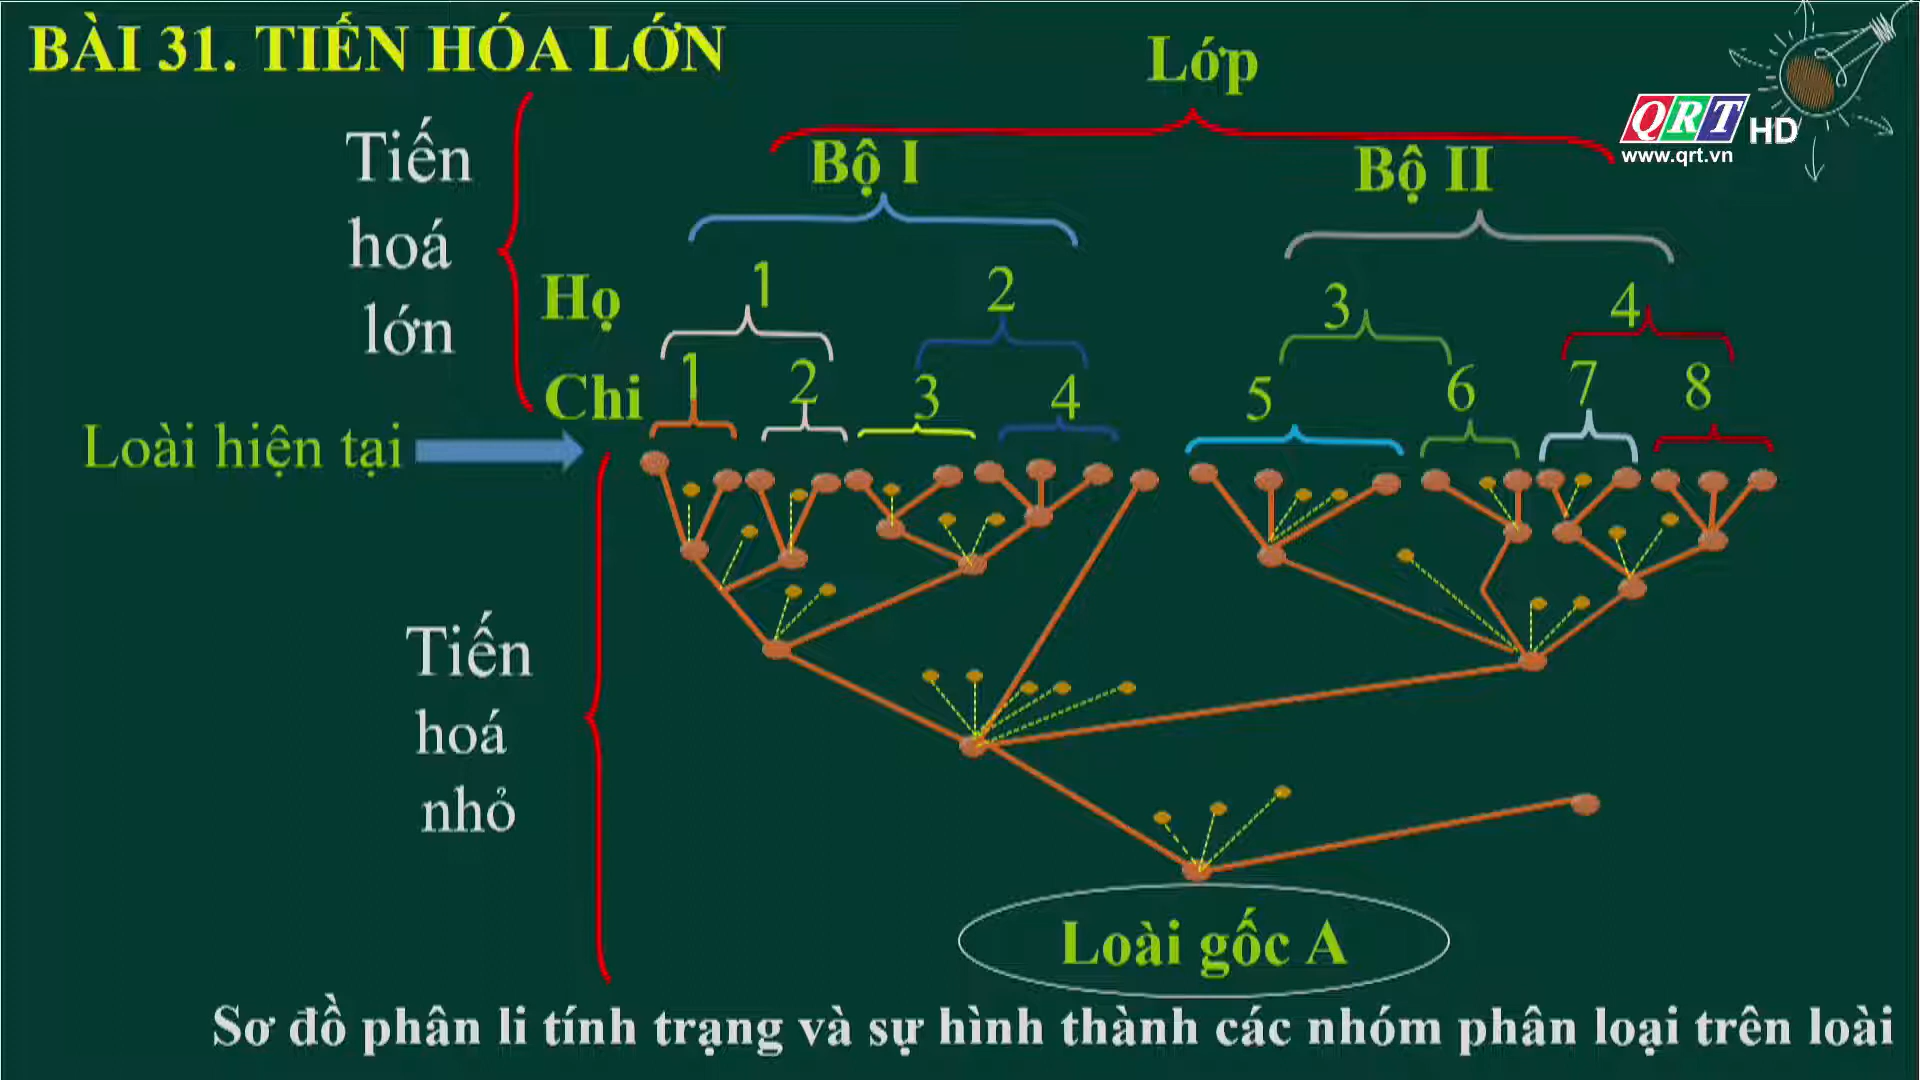 BÀI 31. TIẾN HÓA LỚN
Lớp
QRT HD
www.qrt.vn
Tiến
hoá
lớn
Bộ I
Bộ II
Họ
1
2
3
4
Chi
1
2
3
4
5
6
7
8
Loài hiện tại
Tiến
hoá
nhỏ
Loài gốc A
Sơ đồ phân li tính trạng và sự hình thành các nhóm phân loại trên loài